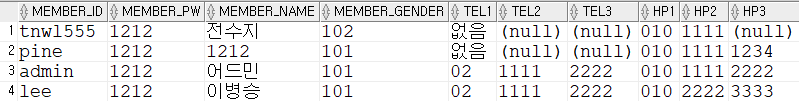 MEMBER_ID MEMBER_PW MEMBER_NAME MEMBER_GENDER TEL1 TEL2 TEL3 HP1 HP2 HP3
1 tnwl555 1212 전수지 102 없음 (null) (null) 010 1111 (null)
2 pine 1212 1212 101 없음 (null) (null) 010 1111 1234
3 admin 1212 어드민 101 02 1111 2222 010 1111 2222
4 lee 1212 이병승 101 02 1111 2222 010 2222 3333